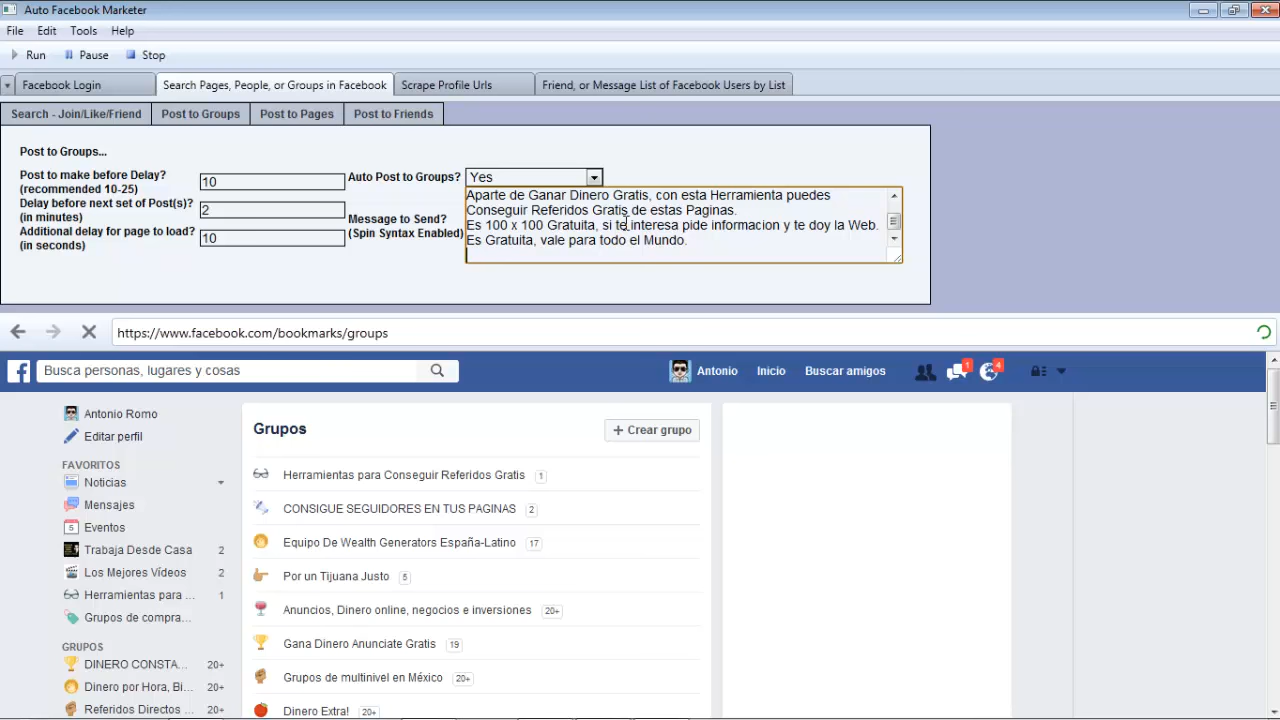 Auto Facebook Marketer
File Edit Tools Help
Run Pause Stop
Facebook Login Search Pages, People, or Groups in Facebook Scrape Profile Urls Friend, or Message List of Facebook Users by List
Search - Join/Like/Friend Post to Groups Post to Pages Post to Friends
Post to Groups...
Post to make before Delay?
(recommended 10-25)
10
Delay before next set of Post(s)?
(in minutes)
2
Additional delay for page to load?
(in seconds)
10
Auto Post to Groups? Yes
Message to Send?
(Spin Syntax Enabled)
Aparte de Ganar Dinero Gratis, con esta Herramienta puedes
Conseguir Referidos Gratis de estas Paginas.
Es 100 x 100 Gratuita, si te interesa pide informacion y te doy la Web.
Es Gratuita, vale para todo el Mundo.
https://www.facebook.com/bookmarks/groups
Busca personas, lugares y cosas
Antonio Inicio Buscar amigos 1 4
Antonio Romo
Editar perfil
FAVORITOS
Noticias
Mensajes
5 Eventos
Trabaja Desde Casa 2
Los Mejores Vídeos 2
Herramientas para ... 1
Grupos de compra...
GRUPOS
DINERO CONSTA... 20+
Dinero por Hora, Bi... 20+
Referidos Directos ... 20+
Grupos + Crear grupo
Herramientas para Conseguir Referidos Gratis 1
CONSIGUE SEGUIDORES EN TUS PAGINAS 2
Equipo De Wealth Generators España-Latino 17
Por un Tijuana Justo 5
Anuncios, Dinero online, negocios e inversiones 20+
Gana Dinero Anunciate Gratis 19
Grupos de multinivel en México 20+
Dinero Extra! 20+